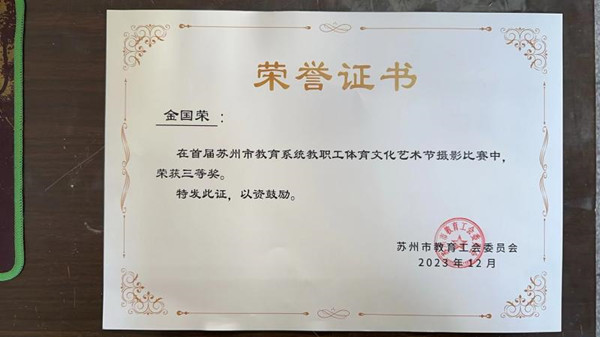 荣誉证书
金国荣：
在首届苏州市教育系统教职工体育文化艺术节摄影比赛中，
荣获三等奖。
特发此证，以资鼓励。
苏州市教育工会委员会
2023年12月